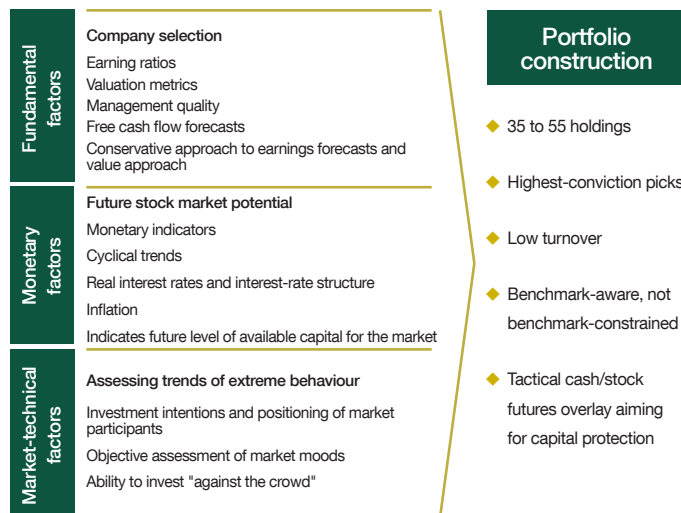 Fundamental
factors
Company selection
Earning ratios
Valuation metrics
Management quality
Free cash flow forecasts
Conservative approach to earnings forecasts and
value approach
Monetary
factors
Future stock market potential
Monetary indicators
Cyclical trends
Real interest rates and interest-rate structure
Inflation
Indicates future level of available capital for the market
Market-technical
factors
Assessing trends of extreme behaviour
Investment intentions and positioning of market
participants
Objective assessment of market moods
Ability to invest "against the crowd"
Portfolio
construction
35 to 55 holdings
Highest-conviction picks
Low turnover
Benchmark-aware, not
benchmark-constrained
Tactical cash/stock
futures overlay aiming
for capital protection